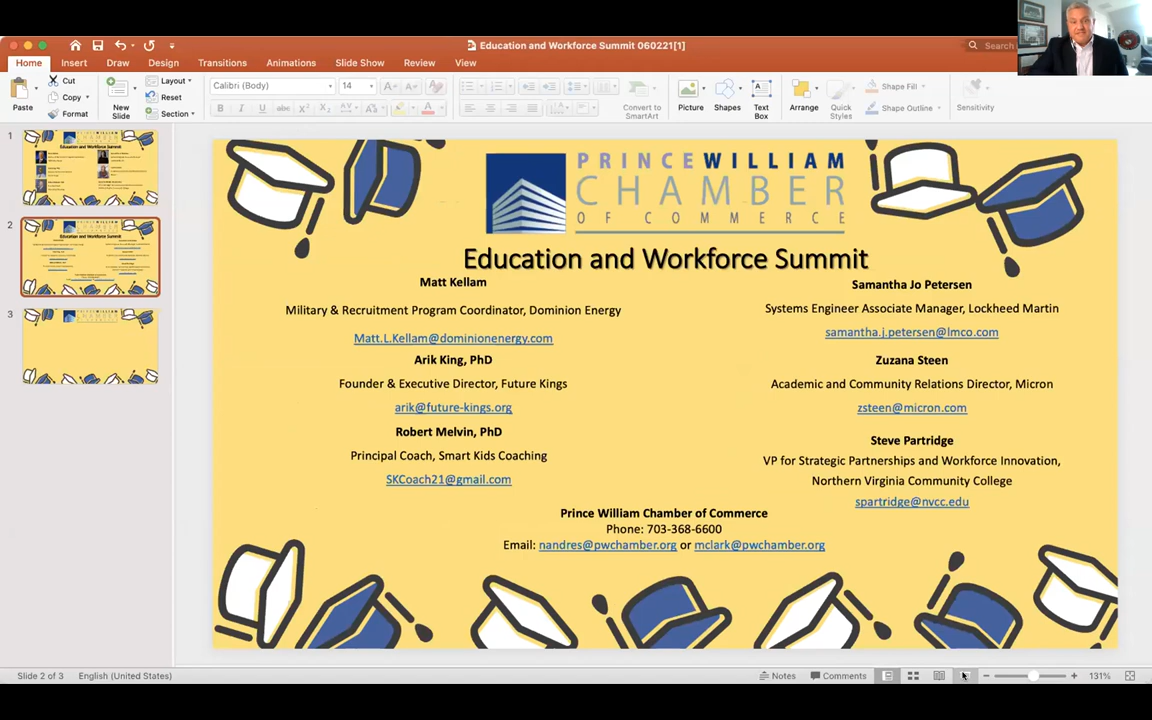 Education and Workforce Summit 060221[1]
Search
Home Insert Draw Design Transitions Animations Slide Show Review View
Paste
Cut
Copy
Format
New Slide
Layout
Reset
Section
Calibri (Body)
14
Convert to SmartArt
Picture
Shapes
Text Box
Arrange
Quick Styles
Shape Fill
Shape Outline
Sensitivity
1
2
3
PRINCE WILLIAM
CHAMBER
OF COMMERCE
Education and Workforce Summit
Matt Kellam
Military & Recruitment Program Coordinator, Dominion Energy
Matt.L.Kellam@dominionenergy.com
Arik King, PhD
Founder & Executive Director, Future Kings
arik@future-kings.org
Robert Melvin, PhD
Principal Coach, Smart Kids Coaching
SKCoach21@gmail.com
Samantha Jo Petersen
Systems Engineer Associate Manager, Lockheed Martin
samantha.j.petersen@lmco.com
Zuzana Steen
Academic and Community Relations Director, Micron
zsteen@micron.com
Steve Partridge
VP for Strategic Partnerships and Workforce Innovation,
Northern Virginia Community College
spartridge@nvcc.edu
Prince William Chamber of Commerce
Phone: 703-368-6600
Email: nandres@pwchamber.org or mclark@pwchamber.org
Slide 2 of 3 English (United States) Notes Comments 131%